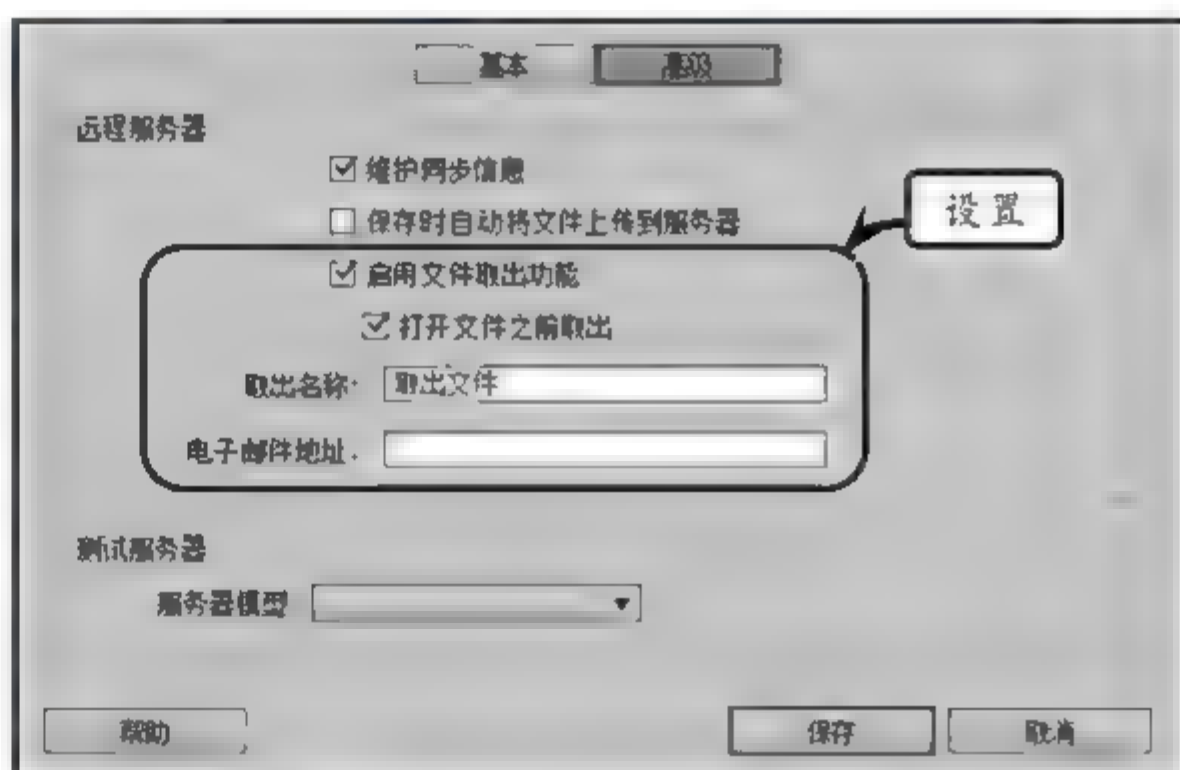 基本 高级
远程服务器
维护同步信息
保存时自动将文件上传到服务器
设置
启用文件取出功能
打开文件之前取出
取出名称: 取出文件
电子邮件地址:
测试服务器
服务器模型
帮助 保存 取消